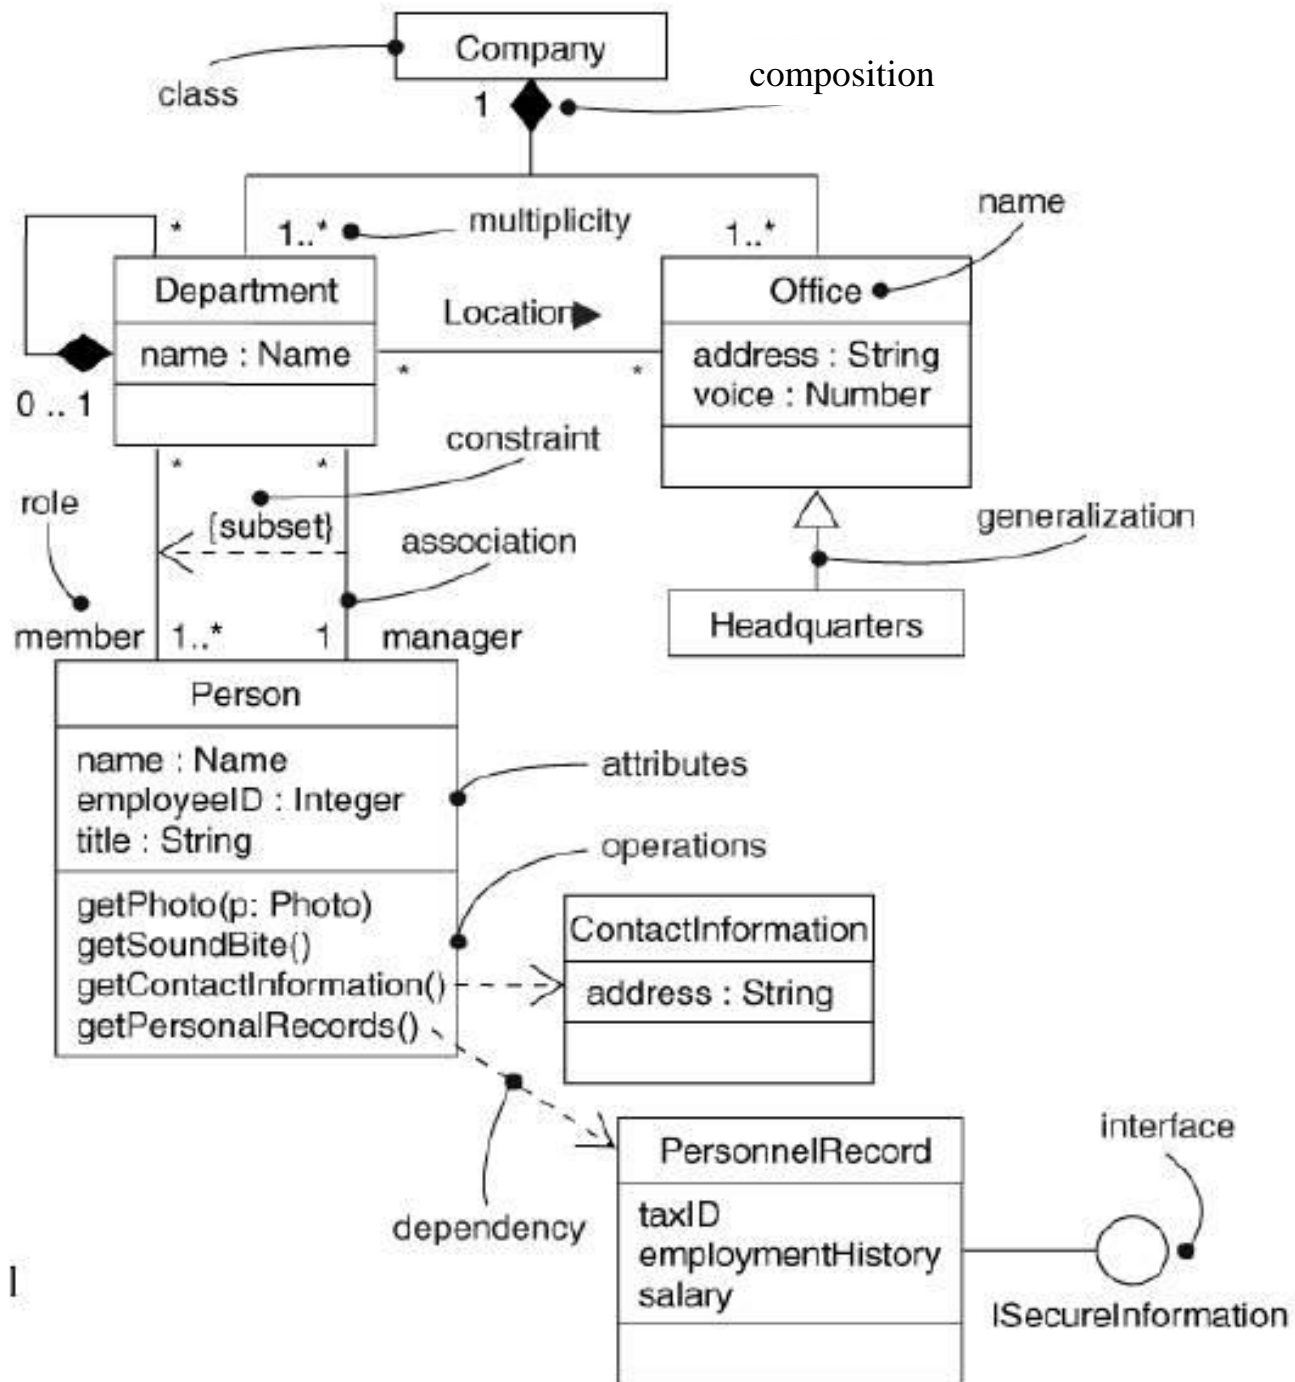 Company
class
composition
1
name
*
1..*
multiplicity
1..*
Department
Office
Location
name : Name
address : String
voice : Number
*
*
0 .. 1
constraint
*
*
role
{subset}
generalization
association
member
1..*
1
manager
Headquarters
Person
name : Name
employeeID : Integer
title : String
attributes
operations
getPhoto(p: Photo)
getSoundBite()
getContactInformation()
getPersonalRecords()
ContactInformation
address : String
interface
PersonnelRecord
dependency
taxID
employmentHistory
salary
l
ISecureInformation